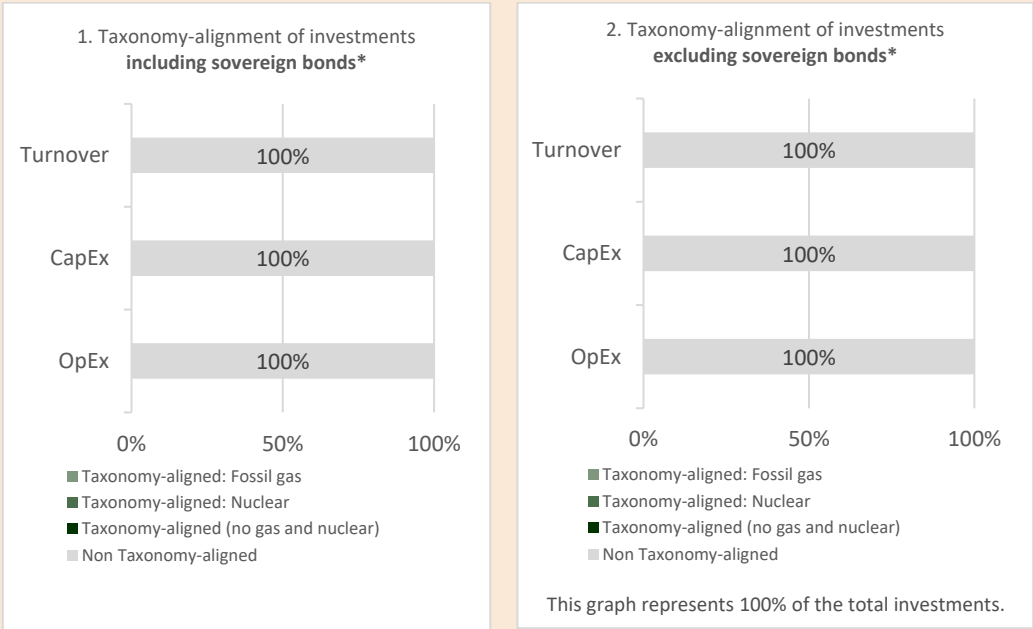 1. Taxonomy-alignment of investments
including sovereign bonds*
Turnover
100%
CapEx
100%
OpEx
100%
0%
50%
100%
Taxonomy-aligned: Fossil gas
Taxonomy-aligned: Nuclear
Taxonomy-aligned (no gas and nuclear)
Non Taxonomy-aligned
2. Taxonomy-alignment of investments
excluding sovereign bonds*
Turnover
100%
CapEx
100%
OpEx
100%
0%
50%
100%
Taxonomy-aligned: Fossil gas
Taxonomy-aligned: Nuclear
Taxonomy-aligned (no gas and nuclear)
Non Taxonomy-aligned
This graph represents 100% of the total investments.